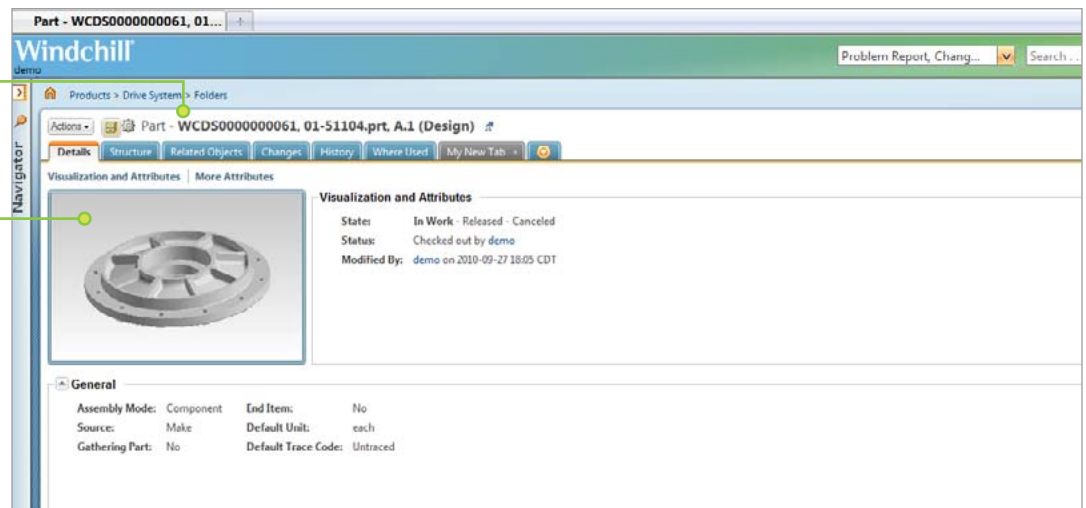 Part - WCDS0000000061, 01...
Windchill
demo
Problem Report, Chang...
Search . .
Products > Drive System > Folders
Actions
Part - WCDS0000000061, 01-51104.prt, A.1 (Design)
Details Structure Related Objects Changes History Where Used My New Tab ×
Navigator
Visualization and Attributes | More Attributes
Visualization and Attributes
State: In Work - Released - Canceled
Status: Checked out by demo
Modified By: demo on 2010-09-27 18:05 CDT
General
Assembly Mode: Component End Item: No
Source: Make Default Unit: each
Gathering Part: No Default Trace Code: Untraced